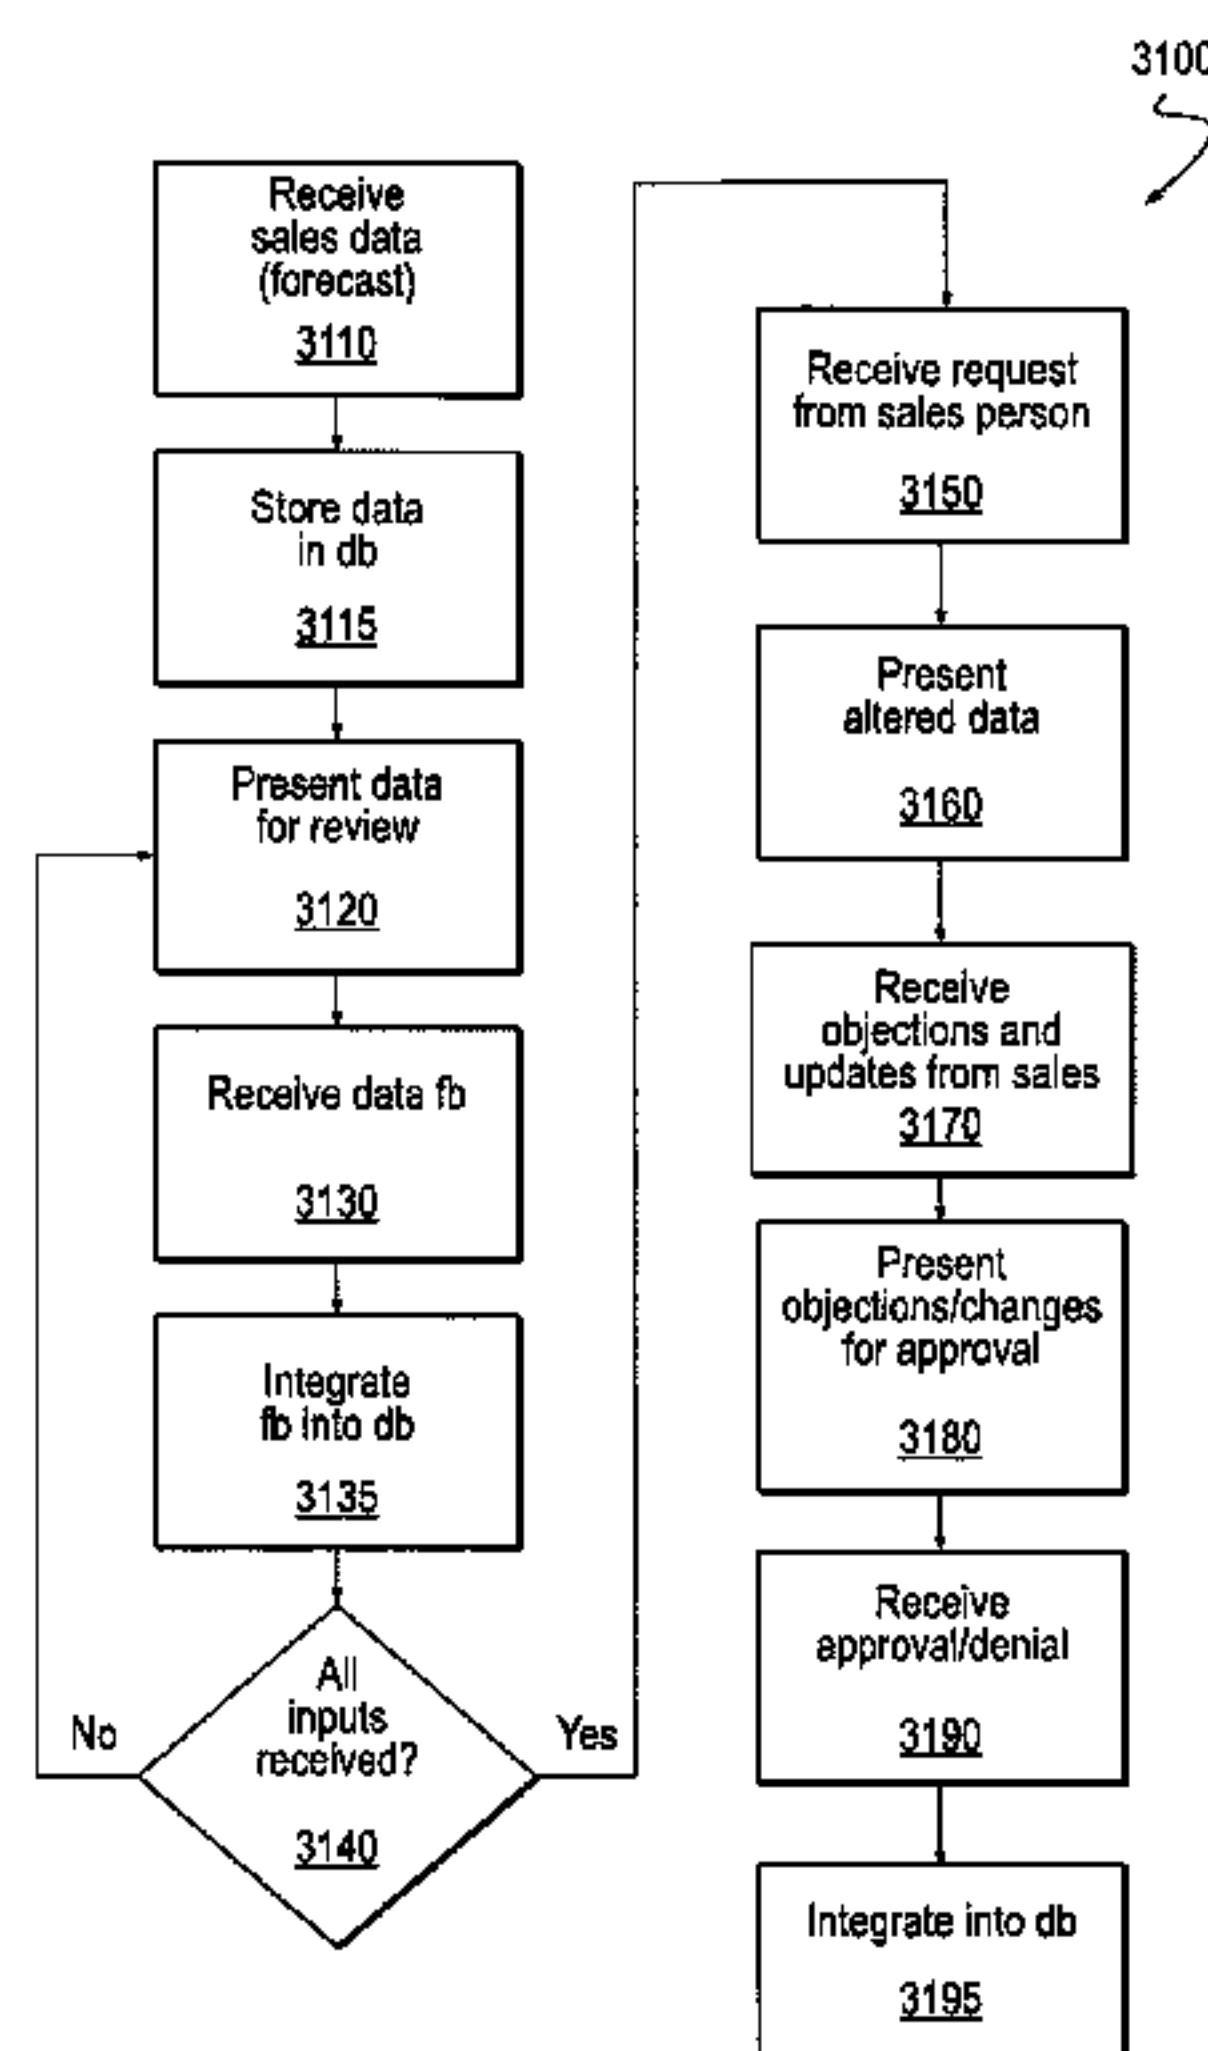 3100
Receive
sales data
(forecast)
3110
Store data
in db
3115
Present data
for review
3120
Receive data fb
3130
Integrate
fb into db
3135
All
inputs
received?
3140
No
Yes
Receive request
from sales person
3150
Present
altered data
3160
Receive
objections and
updates from sales
3170
Present
objections/changes
for approval
3180
Receive
approval/denial
3190
Integrate into db
3195